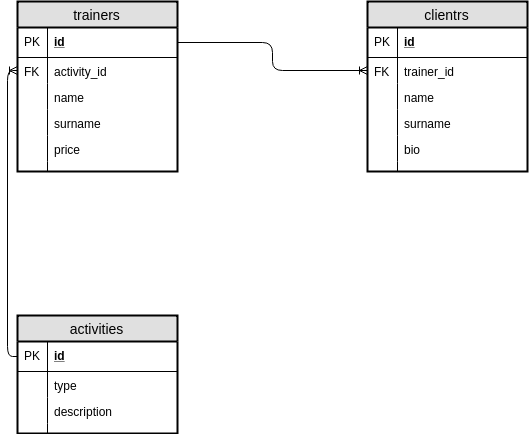 trainers
PK id
FK activity_id
name
surname
price
clientrs
PK id
FK trainer_id
name
surname
bio
activities
PK id
type
description